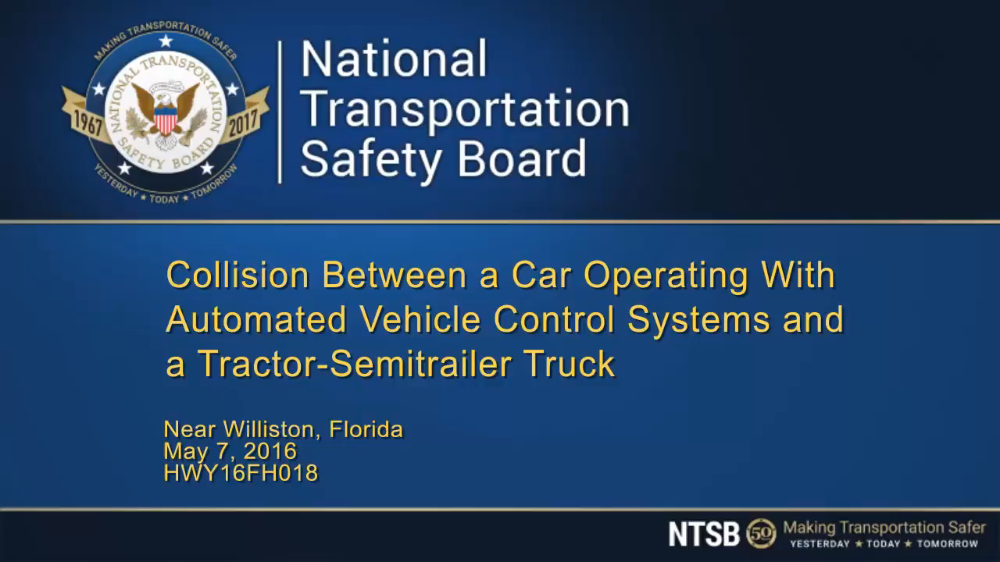 MAKING TRANSPORTATION SAFER
NATIONAL TRANSPORTATION SAFETY BOARD
1967
2017
YESTERDAY ★ TODAY ★ TOMORROW
National
Transportation
Safety Board
Collision Between a Car Operating With
Automated Vehicle Control Systems and
a Tractor-Semitrailer Truck
Near Williston, Florida
May 7, 2016
HWY16FH018
NTSB 50 Making Transportation Safer
YESTERDAY ★ TODAY ★ TOMORROW